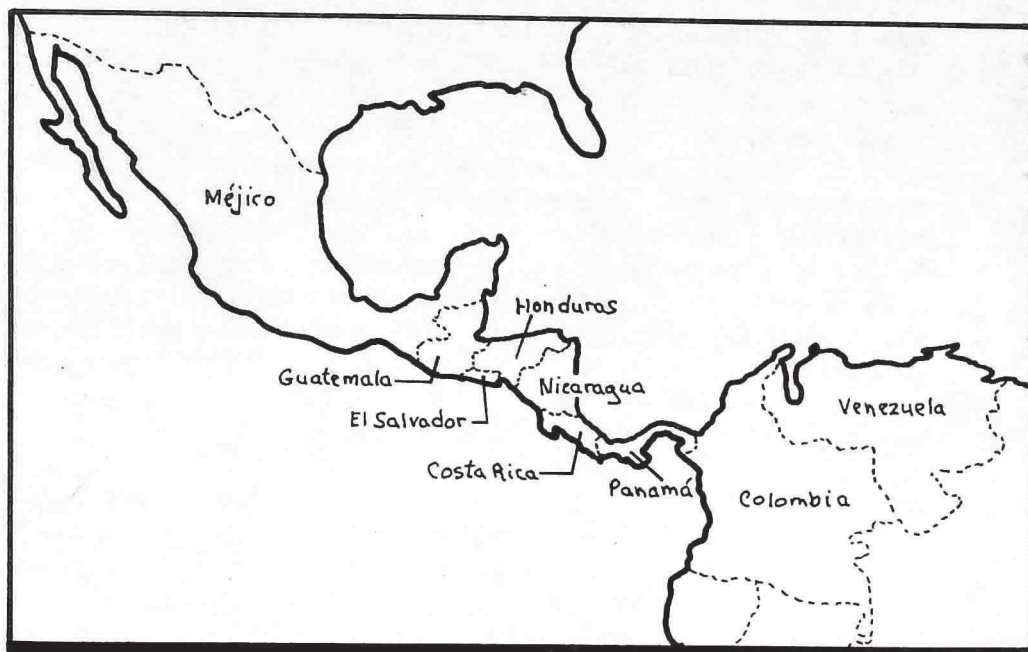 Méjico
Honduras
Guatemala
Nicaragua
El Salvador
Venezuela
Costa Rica
Panamá
Colombia